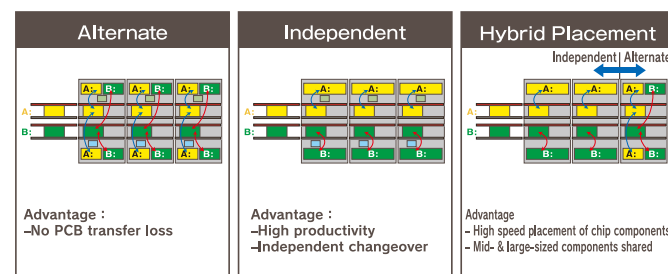 Alternate
A: B: A: B: A: B:
A:
B:
A: B: A: B: A: B:
Advantage :
–No PCB transfer loss
Independent
A: A: A:
A:
B:
B: B: B:
Advantage :
–High productivity
–Independent changeover
Hybrid Placement
Independent | Alternate
A: A: A: B:
A:
B:
B: B: A: B:
Advantage
– High speed placement of chip components
– Mid- & large-sized components shared